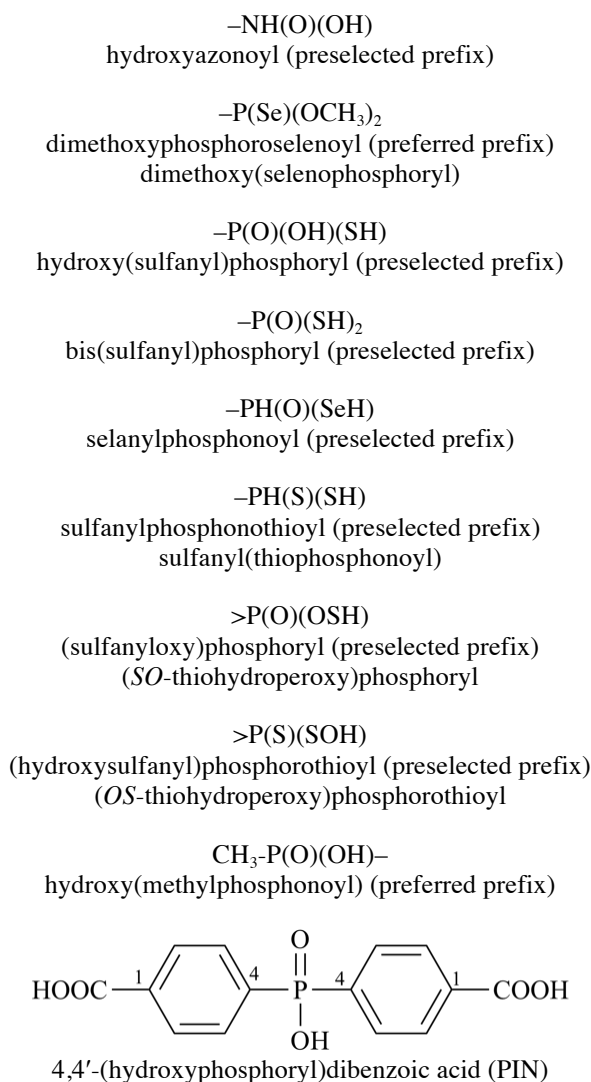 –NH(O)(OH)
hydroxyazonoyl (preselected prefix)
–P(Se)(OCH₃)₂
dimethoxyphosphoroselenoyl (preferred prefix)
dimethoxy(selenophosphoryl)
–P(O)(OH)(SH)
hydroxy(sulfanyl)phosphoryl (preselected prefix)
–P(O)(SH)₂
bis(sulfanyl)phosphoryl (preselected prefix)
–PH(O)(SeH)
selanylphosphonoyl (preselected prefix)
–PH(S)(SH)
sulfanylphosphonothioyl (preselected prefix)
sulfanyl(thiophosphonoyl)
>P(O)(OSH)
(sulfanyloxy)phosphoryl (preselected prefix)
(SO-thiohydroperoxy)phosphoryl
>P(S)(SOH)
(hydroxysulfanyl)phosphorothioyl (preselected prefix)
(OS-thiohydroperoxy)phosphorothioyl
CH₃-P(O)(OH)–
hydroxy(methylphosphonoyl) (preferred prefix)
O
HOOC 1 4 P 4 1 COOH
OH
4,4′-(hydroxyphosphoryl)dibenzoic acid (PIN)